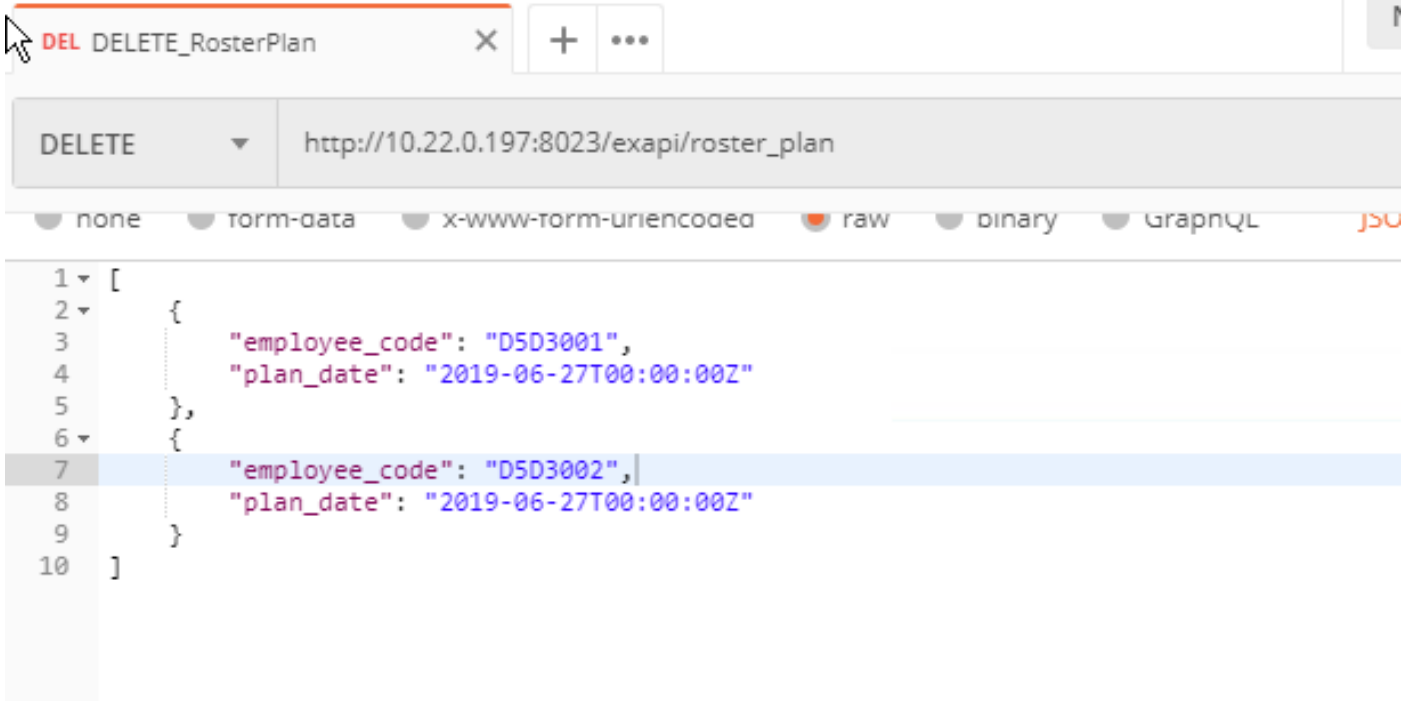 DEL DELETE_RosterPlan
DELETE http://10.22.0.197:8023/exapi/roster_plan
none form-data x-www-form-urlencoded raw binary GraphQL
1 [
2 {
3 "employee_code": "D5D3001",
4 "plan_date": "2019-06-27T00:00:00Z"
5 },
6 {
7 "employee_code": "D5D3002",
8 "plan_date": "2019-06-27T00:00:00Z"
9 }
10 ]